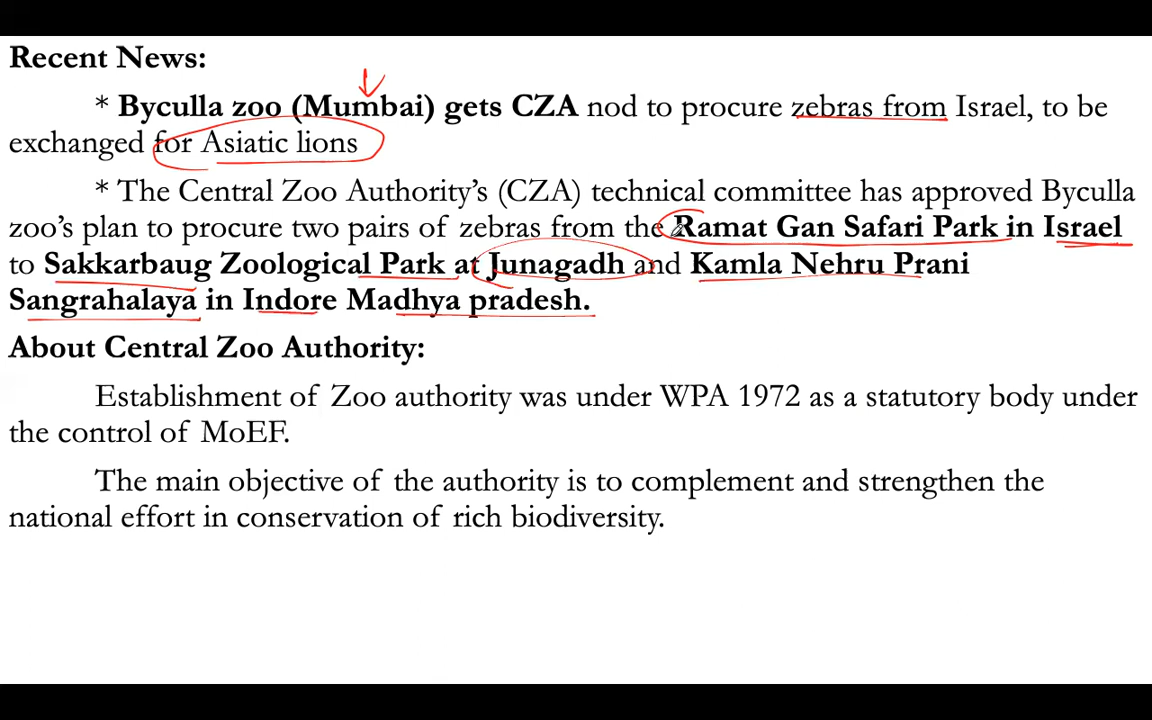 Recent News:
* Byculla zoo (Mumbai) gets CZA nod to procure zebras from Israel, to be
exchanged for Asiatic lions
* The Central Zoo Authority’s (CZA) technical committee has approved Byculla
zoo’s plan to procure two pairs of zebras from the Ramat Gan Safari Park in Israel
to Sakkarbaug Zoological Park at Junagadh and Kamla Nehru Prani
Sangrahalaya in Indore Madhya pradesh.
About Central Zoo Authority:
Establishment of Zoo authority was under WPA 1972 as a statutory body under
the control of MoEF.
The main objective of the authority is to complement and strengthen the
national effort in conservation of rich biodiversity.